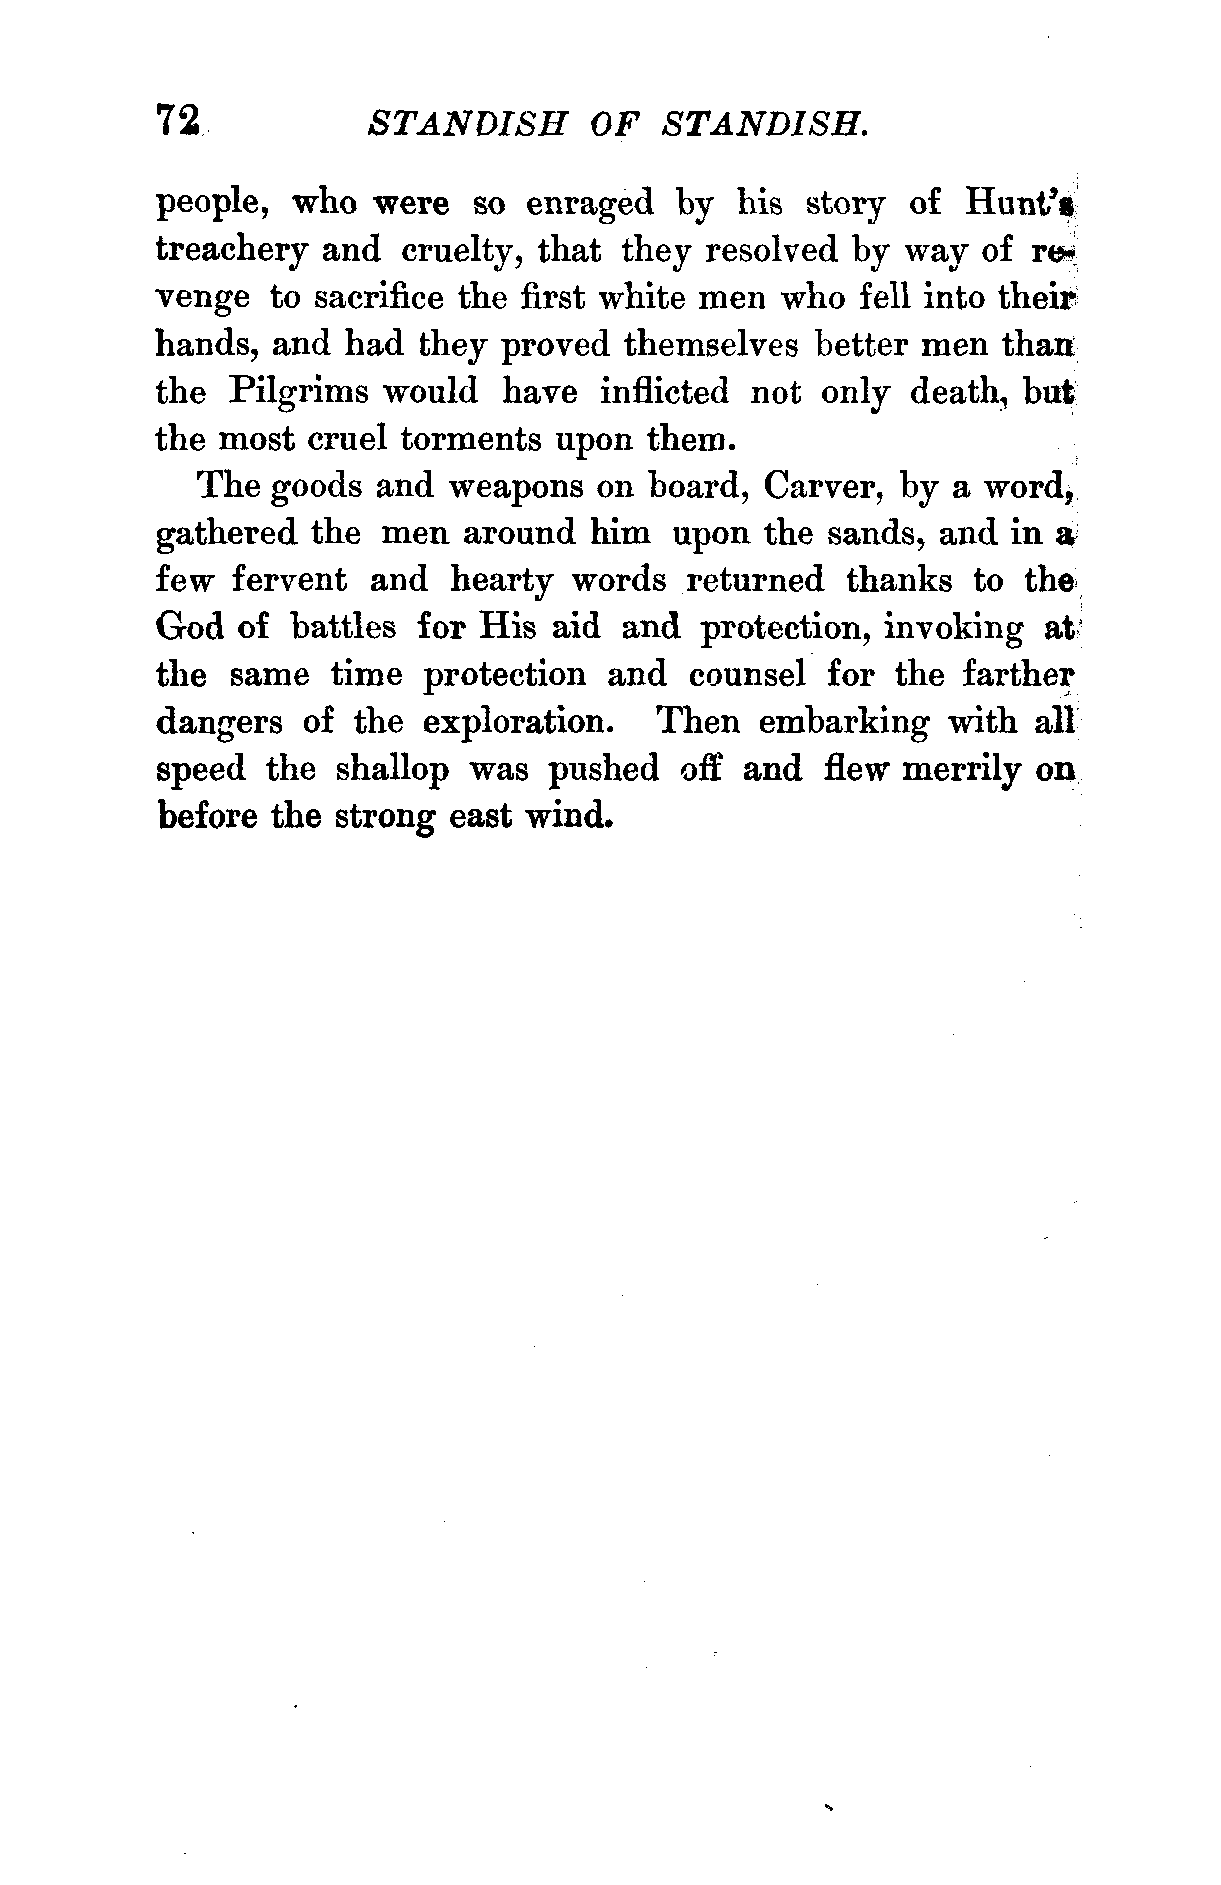 72 STANDISH OF STANDISH.
people, who were so enraged by his story of Hunt's
treachery and cruelty, that they resolved by way of re-
venge to sacrifice the first white men who fell into their
hands, and had they proved themselves better men than
the Pilgrims would have inflicted not only death, but
the most cruel torments upon them.
The goods and weapons on board, Carver, by a word,
gathered the men around him upon the sands, and in a
few fervent and hearty words returned thanks to the
God of battles for His aid and protection, invoking at
the same time protection and counsel for the farther
dangers of the exploration. Then embarking with all
speed the shallop was pushed off and flew merrily on
before the strong east wind.